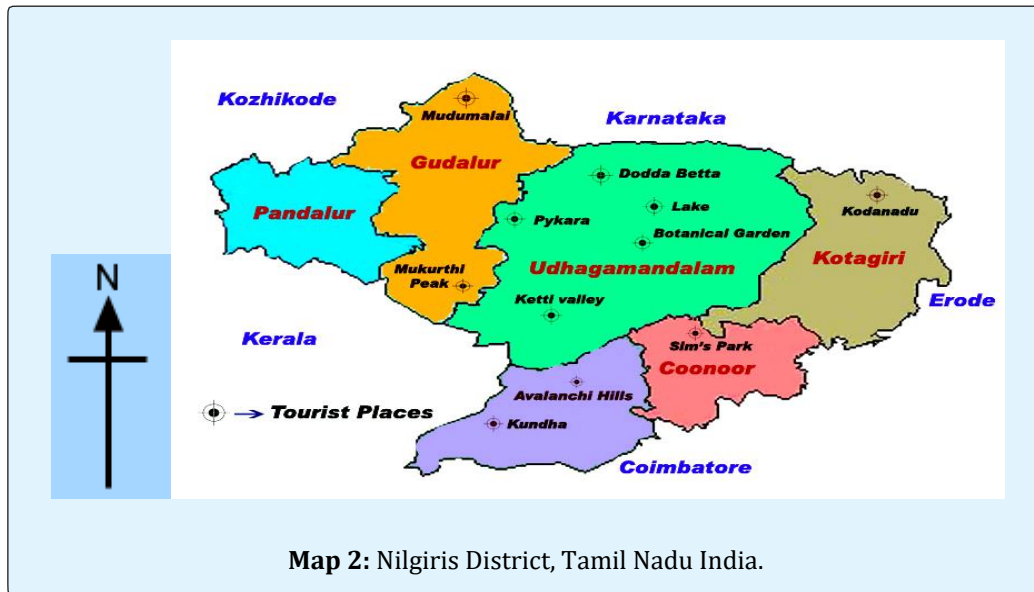 Kozhikode
Karnataka
Mudumalai
Gudalur
Dodda Betta
Pandalur
Pykara
Lake
Kodanadu
Botanical Garden
Mukurthi
Peak
Udhagamandalam
Kotagiri
N
Ketti valley
Erode
Kerala
Sim's Park
Coonoor
Avalanchi Hills
Tourist Places
Kundha
Coimbatore
Map 2: Nilgiris District, Tamil Nadu India.